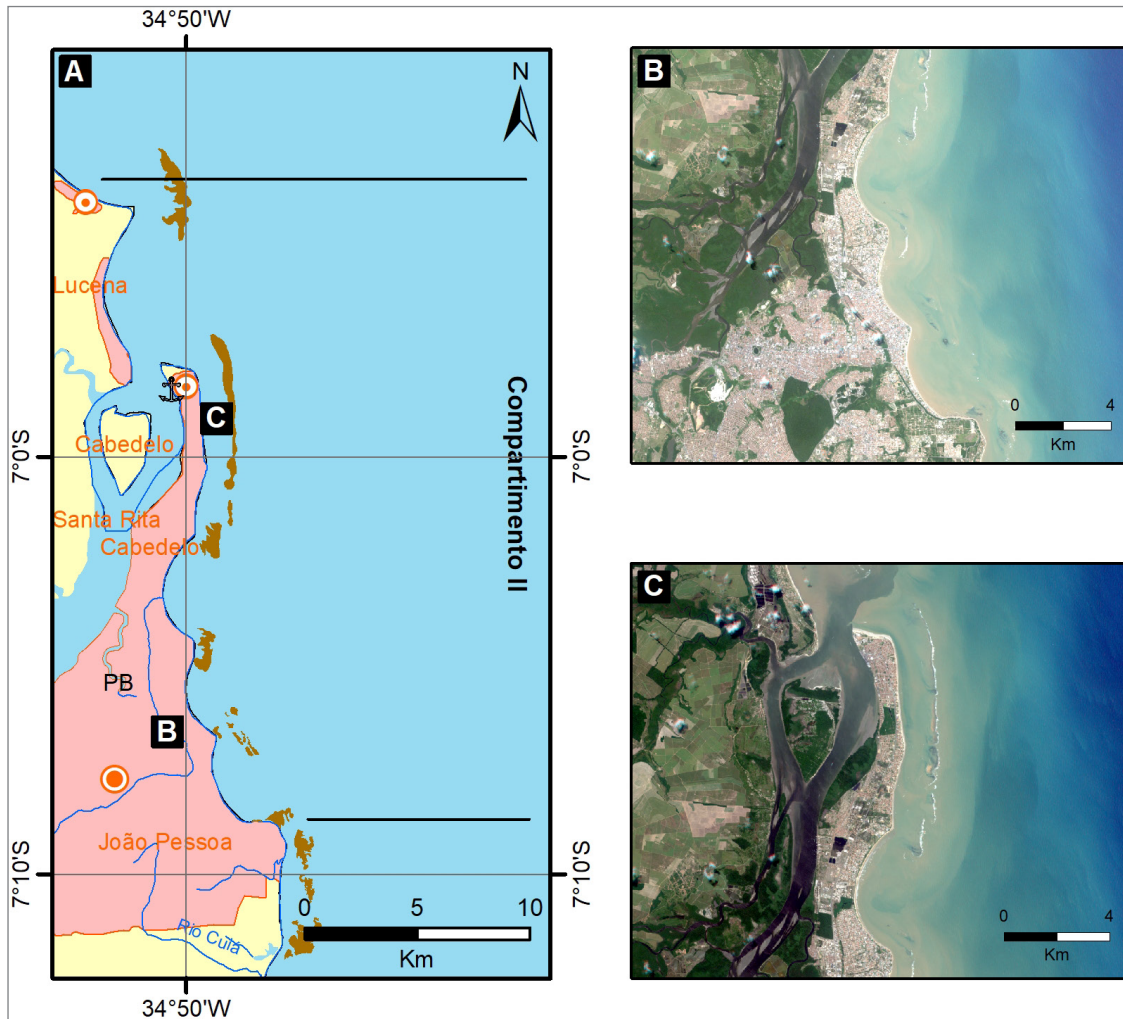 34°50'W
A
N
Lucena
C
Cabedelo
Compartimento II
7°0'S
7°0'S
Santa Rita
Cabedelo
PB
B
João Pessoa
7°10'S
7°10'S
Rio Cuiá
0 5 10
Km
34°50'W
B
0 4
Km
C
0 4
Km